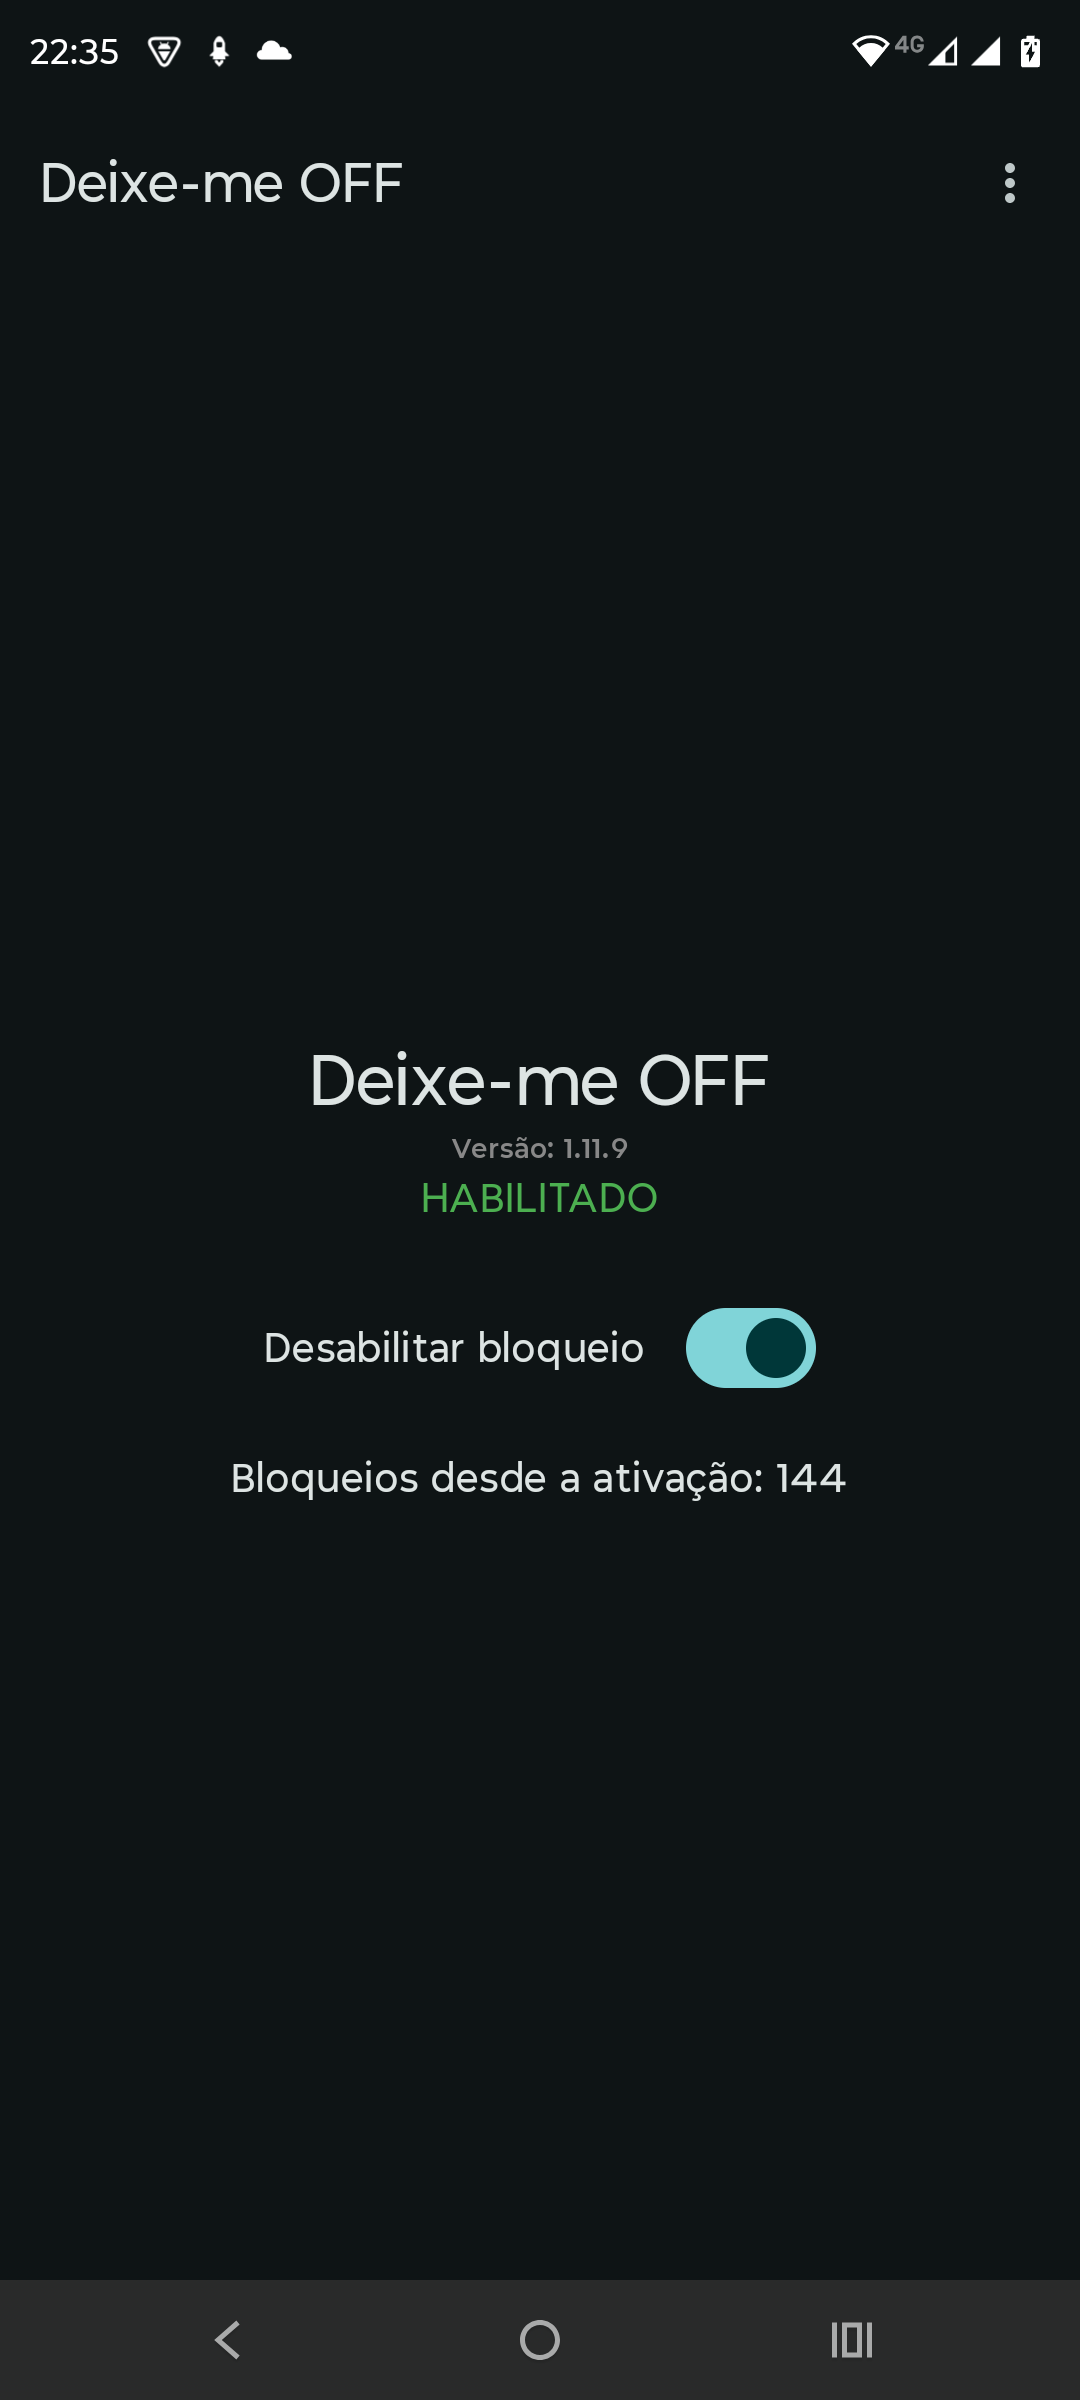 22:35
4G
Deixe-me OFF
Deixe-me OFF
Versão: 1.11.9
HABILITADO
Desabilitar bloqueio
Bloqueios desde a ativação: 144